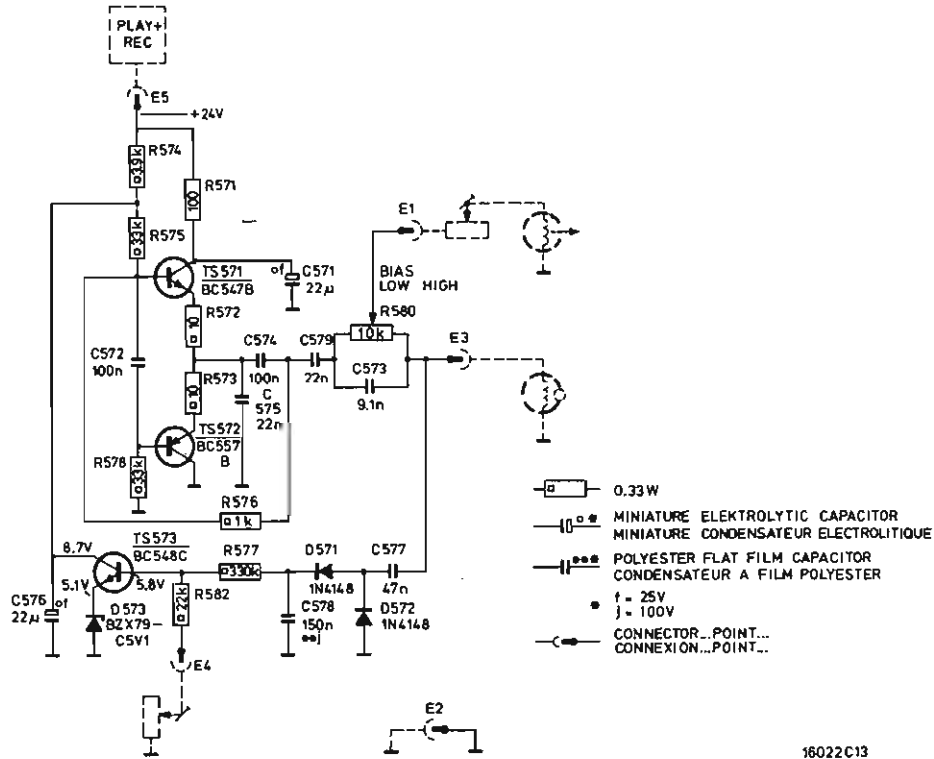 PLAY+
REC
E5
+24V
R574
3.9k
R571
100
R575
33k
E1
TS571
BC547B
of
C571
22µ
BIAS
LOW HIGH
R572
10
R580
10k
C574
C579
E3
C572
100n
R573
10
100n
22n
C573
9.1n
C
575
22n
TS572
BC557
B
R578
33k
R576
1k
0.33W
MINIATURE ELEKTROLYTIC CAPACITOR
MINIATURE CONDENSATEUR ELECTROLITIQUE
TS573
BC548C
R577
330k
D571
1N4148
C577
47n
POLYESTER FLAT FILM CAPACITOR
CONDENSATEUR A FILM POLYESTER
8.7V
5.1V
5.8V
R582
22k
f = 25V
j = 100V
C576
22µ
of
D573
BZX79-
C5V1
C578
150n
j
D572
1N4148
CONNECTOR...POINT...
CONNEXION...POINT...
E4
E2
16022C13